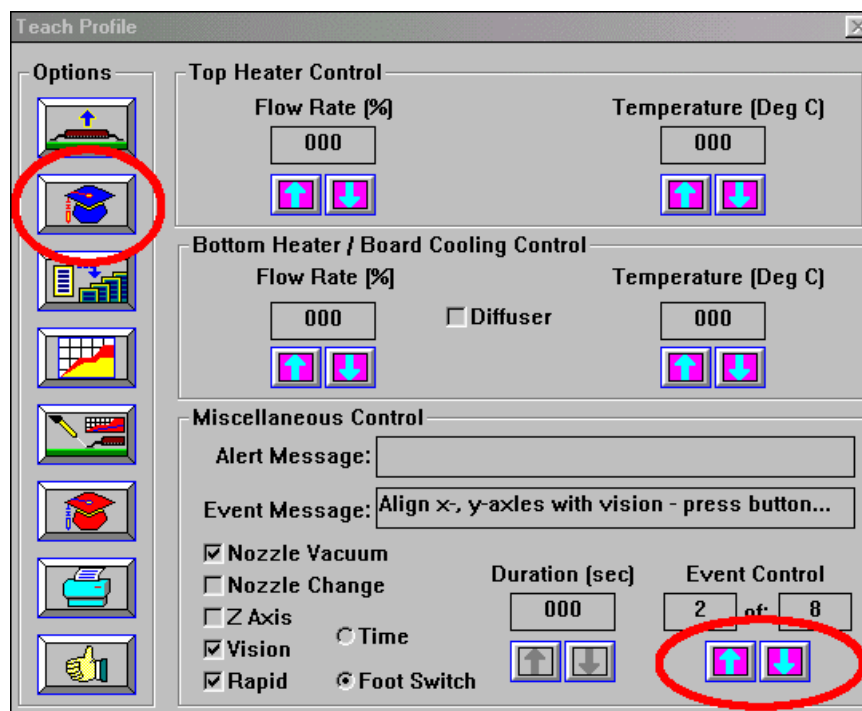 Teach Profile
Options
Top Heater Control
Flow Rate (%)
Temperature (Deg C)
000
000
Bottom Heater / Board Cooling Control
Flow Rate (%)
Temperature (Deg C)
000
Diffuser
000
Miscellaneous Control
Alert Message:
Event Message: Align x-, y-axles with vision - press button...
Nozzle Vacuum
Nozzle Change
Z Axis
Vision
Rapid
Time
Foot Switch
Duration (sec)
000
Event Control
2 of: 8